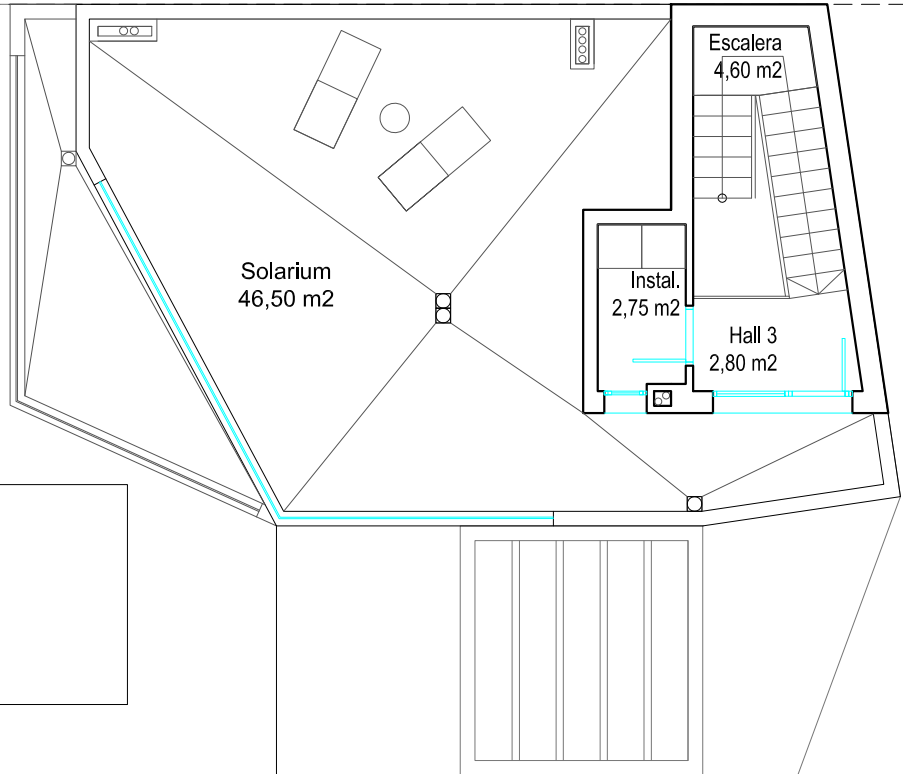 Escalera
4,60 m2
Solarium
46,50 m2
Instal.
2,75 m2
Hall 3
2,80 m2